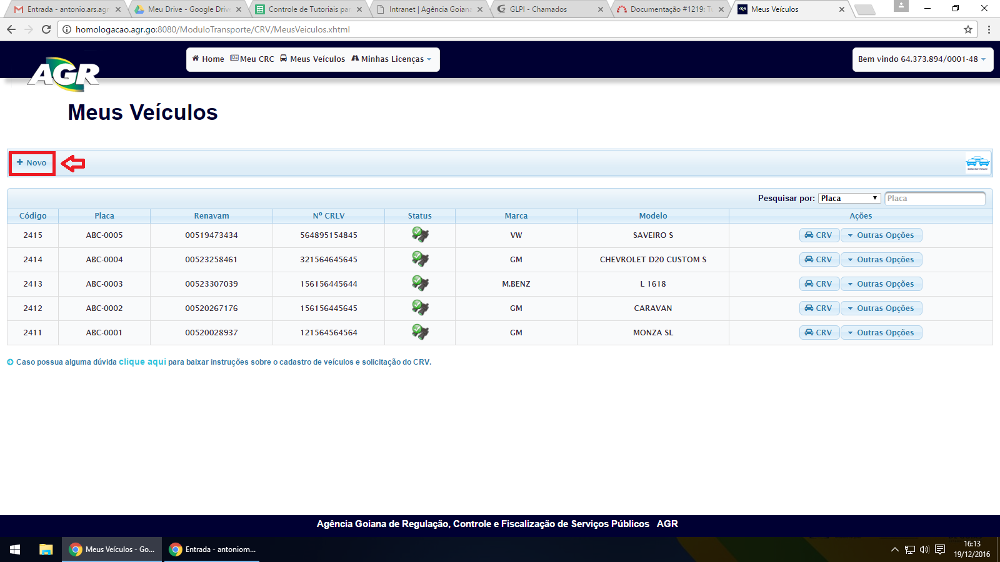 Entrada - antonio.ars.agr
Meu Drive - Google Drive
Controle de Tutoriais pa
Intranet | Agência Goiana
GLPI - Chamados
Documentação #1219: T
Meus Veículos
homologacao.agr.go:8080/ModuloTransporte/CRV/MeusVeiculos.xhtml
AGR
Home Meu CRC Meus Veículos Minhas Licenças
Bem vindo 64.373.894/0001-48
Meus Veículos
+ Novo
Pesquisar por: Placa Placa
Código Placa Renavam Nº CRLV Status Marca Modelo Ações
2415 ABC-0005 00519473434 564895154845 VW SAVEIRO S CRV Outras Opções
2414 ABC-0004 00523258461 321564645645 GM CHEVROLET D20 CUSTOM S CRV Outras Opções
2413 ABC-0003 00523307039 156156445644 M.BENZ L 1618 CRV Outras Opções
2412 ABC-0002 00520267176 156156445645 GM CARAVAN CRV Outras Opções
2411 ABC-0001 00520028937 121564564564 GM MONZA SL CRV Outras Opções
Caso possua alguma dúvida clique aqui para baixar instruções sobre o cadastro de veículos e solicitação do CRV.
Agência Goiana de Regulação, Controle e Fiscalização de Serviços Públicos AGR
Meus Veículos - Go...
Entrada - antoniom...
16:13
19/12/2016